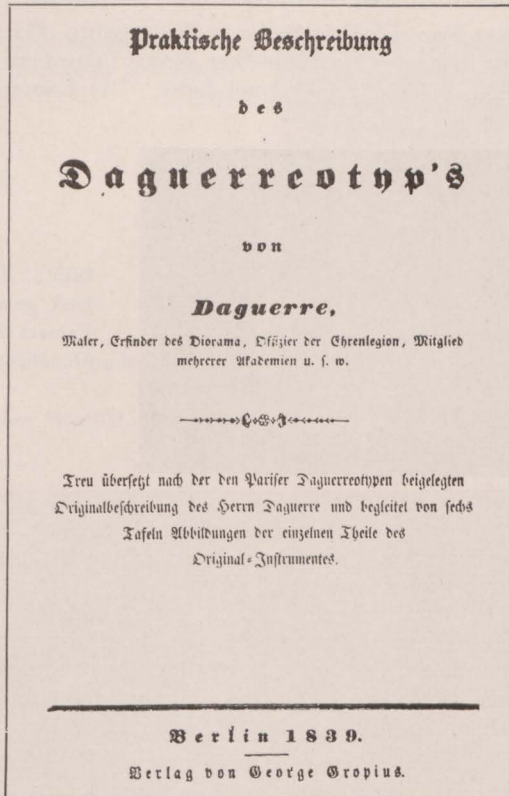 Praktische Beschreibung
des
Daguerreotyp's
von
Daguerre,
Maler, Erfinder des Diorama, Offizier der Ehrenlegion, Mitglied
mehrerer Akademien u. s. w.
Treu übersetzt nach der den Pariser Daguerreotypen beigelegten
Originalbeschreibung des Herrn Daguerre und begleitet von sechs
Tafeln Abbildungen der einzelnen Theile des
Original-Instrumentes.
Berlin 1839.
Verlag von George Gropius.